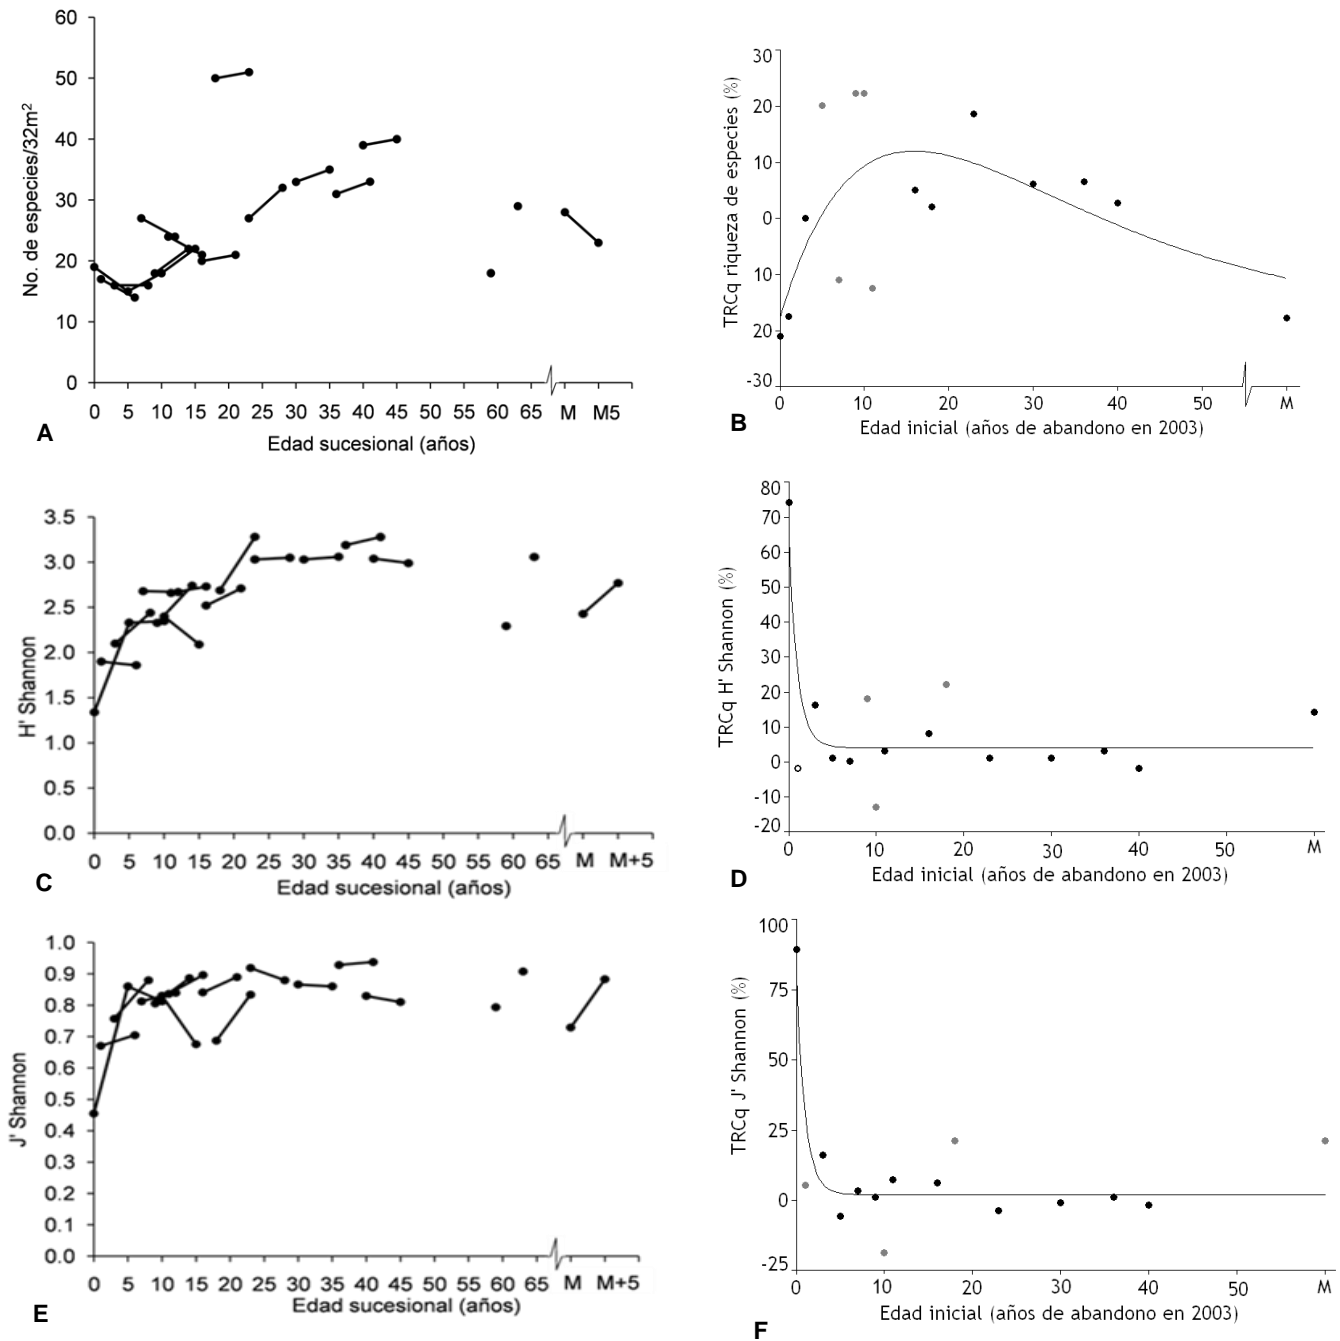 60
50
40
30
20
10
0
No. de especies/32m²
0 5 10 15 20 25 30 35 40 45 50 55 60 65 M M5
Edad sucesional (años)
A
30
20
10
0
10
20
-30
TRCq riqueza de especies (%)
0 10 20 30 40 50 M
Edad inicial (años de abandono en 2003)
B
3.5
3.0
2.5
2.0
1.5
1.0
0.5
0.0
H' Shannon
0 5 10 15 20 25 30 35 40 45 50 55 60 65 M M+5
Edad sucesional (años)
C
80
70
60
50
40
30
20
10
0
-10
-20
TRCq H' Shannon (%)
0 10 20 30 40 50 M
Edad inicial (años de abandono en 2003)
D
1.0
0.9
0.8
0.7
0.6
0.5
0.4
0.3
0.2
0.1
0.0
J' Shannon
0 5 10 15 20 25 30 35 40 45 50 55 60 65 M M+5
Edad sucesional (años)
E
100
75
50
25
0
-25
TRCq J' Shannon (%)
0 10 20 30 40 50 M
Edad inicial (años de abandono en 2003)
F